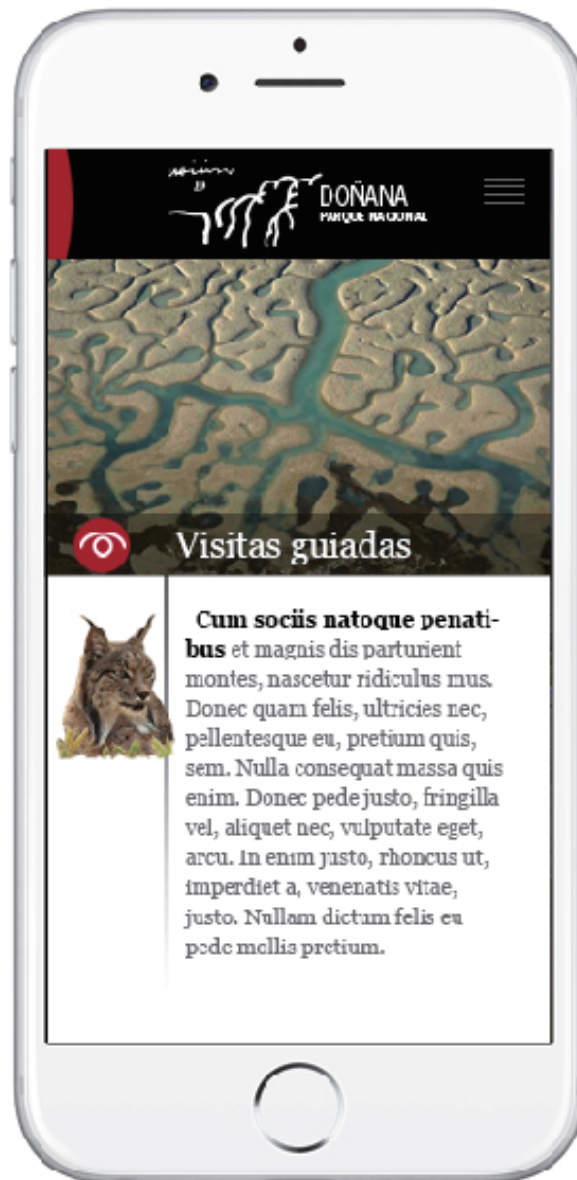 DOÑANA
PARQUE NACIONAL
Visitas guiadas
Cum sociis natoque penati-
bus et magnis dis parturient
montes, nascetur ridiculus mus.
Donec quam felis, ultricies nec,
pellentesque eu, pretium quis,
sem. Nulla consequat massa quis
enim. Donec pede justo, fringilla
vel, aliquet nec, vulputate eget,
arcu. In enim justo, rhoncus ut,
imperdiet a, venenatis vitae,
justo. Nullam dictum felis eu
pede mollis pretium.